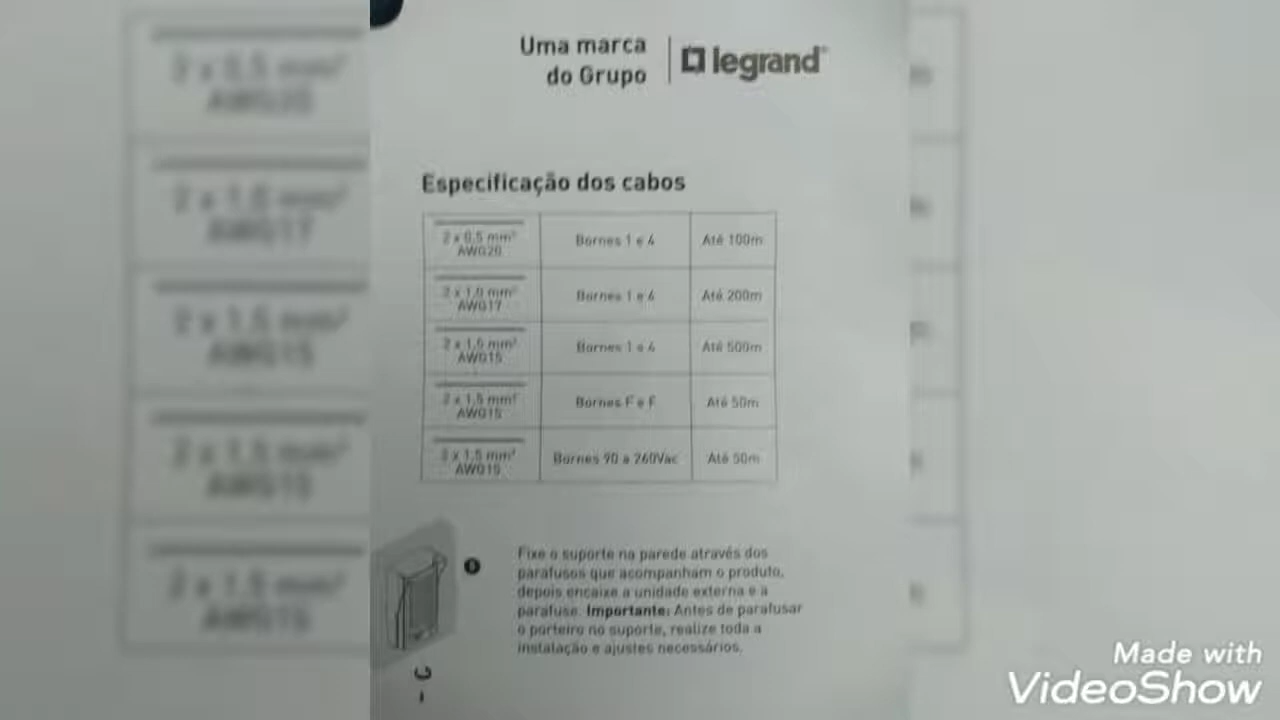 Uma marca
do Grupo
legrand
Especificação dos cabos
2 x 0,5 mm²
AWG20
Bornes 1 e 4
Até 100m
2 x 1,0 mm²
AWG17
Bornes 1 e 4
Até 200m
2 x 1,5 mm²
AWG15
Bornes 1 e 4
Até 500m
2 x 1,5 mm²
AWG15
Bornes F e F
Até 50m
2 x 1,5 mm²
AWG15
Bornes 90 a 260Vac
Até 50m
Fixe o suporte na parede através dos
parafusos que acompanham o produto,
depois encaixe a unidade externa e a
parafuse. Importante: Antes de parafusar
o porteiro no suporte, realize toda a
instalação e ajustes necessários.
Made with
VideoShow